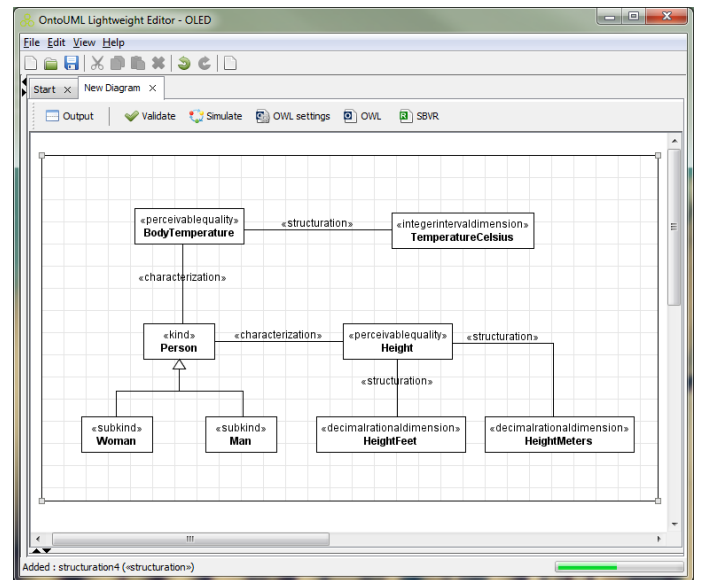 OntoUML Lightweight Editor - OLED
File Edit View Help
Start × New Diagram ×
Output Validate Simulate OWL settings OWL SBVR
«perceivablequality»
BodyTemperature
«structuration»
«integerintervaldimension»
TemperatureCelsius
«characterization»
«kind»
Person
«characterization»
«perceivablequality»
Height
«structuration»
«structuration»
«subkind»
Woman
«subkind»
Man
«decimalrationaldimension»
HeightFeet
«decimalrationaldimension»
HeightMeters
Added : structuration4 («structuration»)